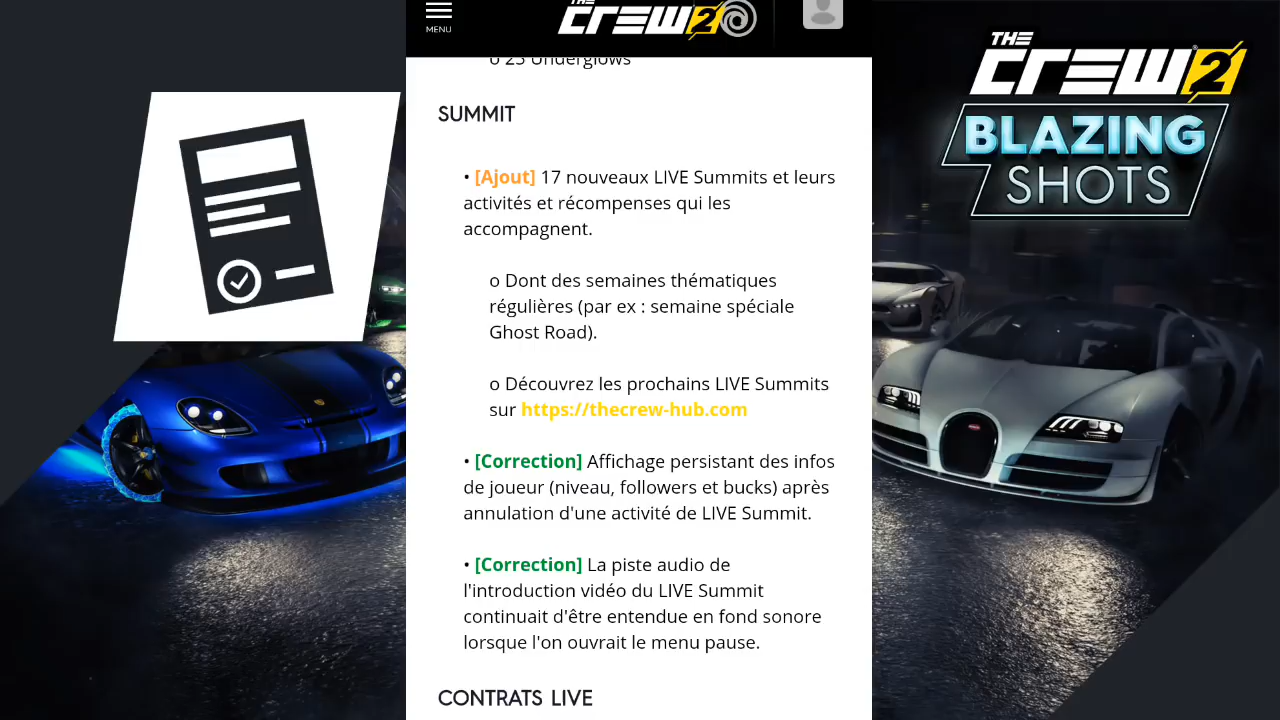 MENU
THE CREW 2
o 25 Underglows
SUMMIT
• [Ajout] 17 nouveaux LIVE Summits et leurs
activités et récompenses qui les
accompagnent.
o Dont des semaines thématiques
régulières (par ex : semaine spéciale
Ghost Road).
o Découvrez les prochains LIVE Summits
sur https://thecrew-hub.com
• [Correction] Affichage persistant des infos
de joueur (niveau, followers et bucks) après
annulation d'une activité de LIVE Summit.
• [Correction] La piste audio de
l'introduction vidéo du LIVE Summit
continuait d'être entendue en fond sonore
lorsque l'on ouvrait le menu pause.
CONTRATS LIVE
THE
CREW 2
BLAZING
SHOTS